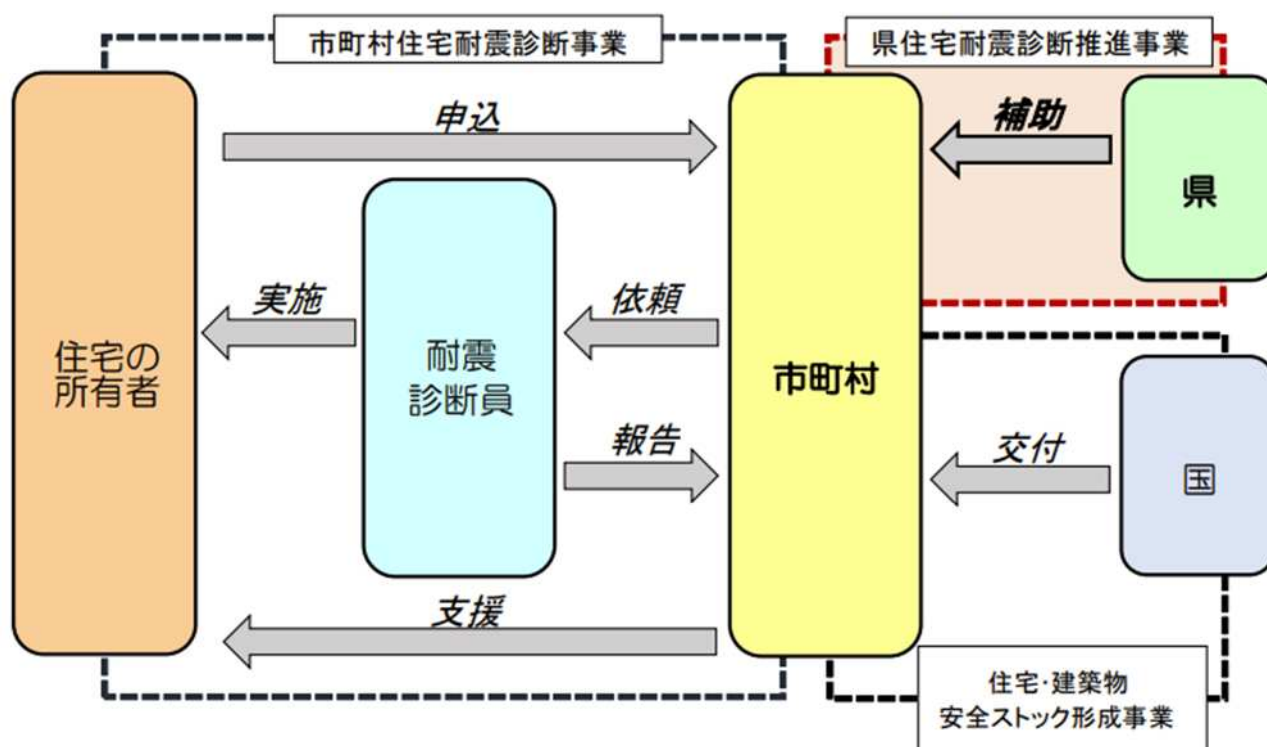 市町村住宅耐震診断事業
県住宅耐震診断推進事業
申込
補助
県
実施
依頼
住宅の
所有者
耐震
診断員
市町村
報告
交付
国
支援
住宅・建築物
安全ストック形成事業